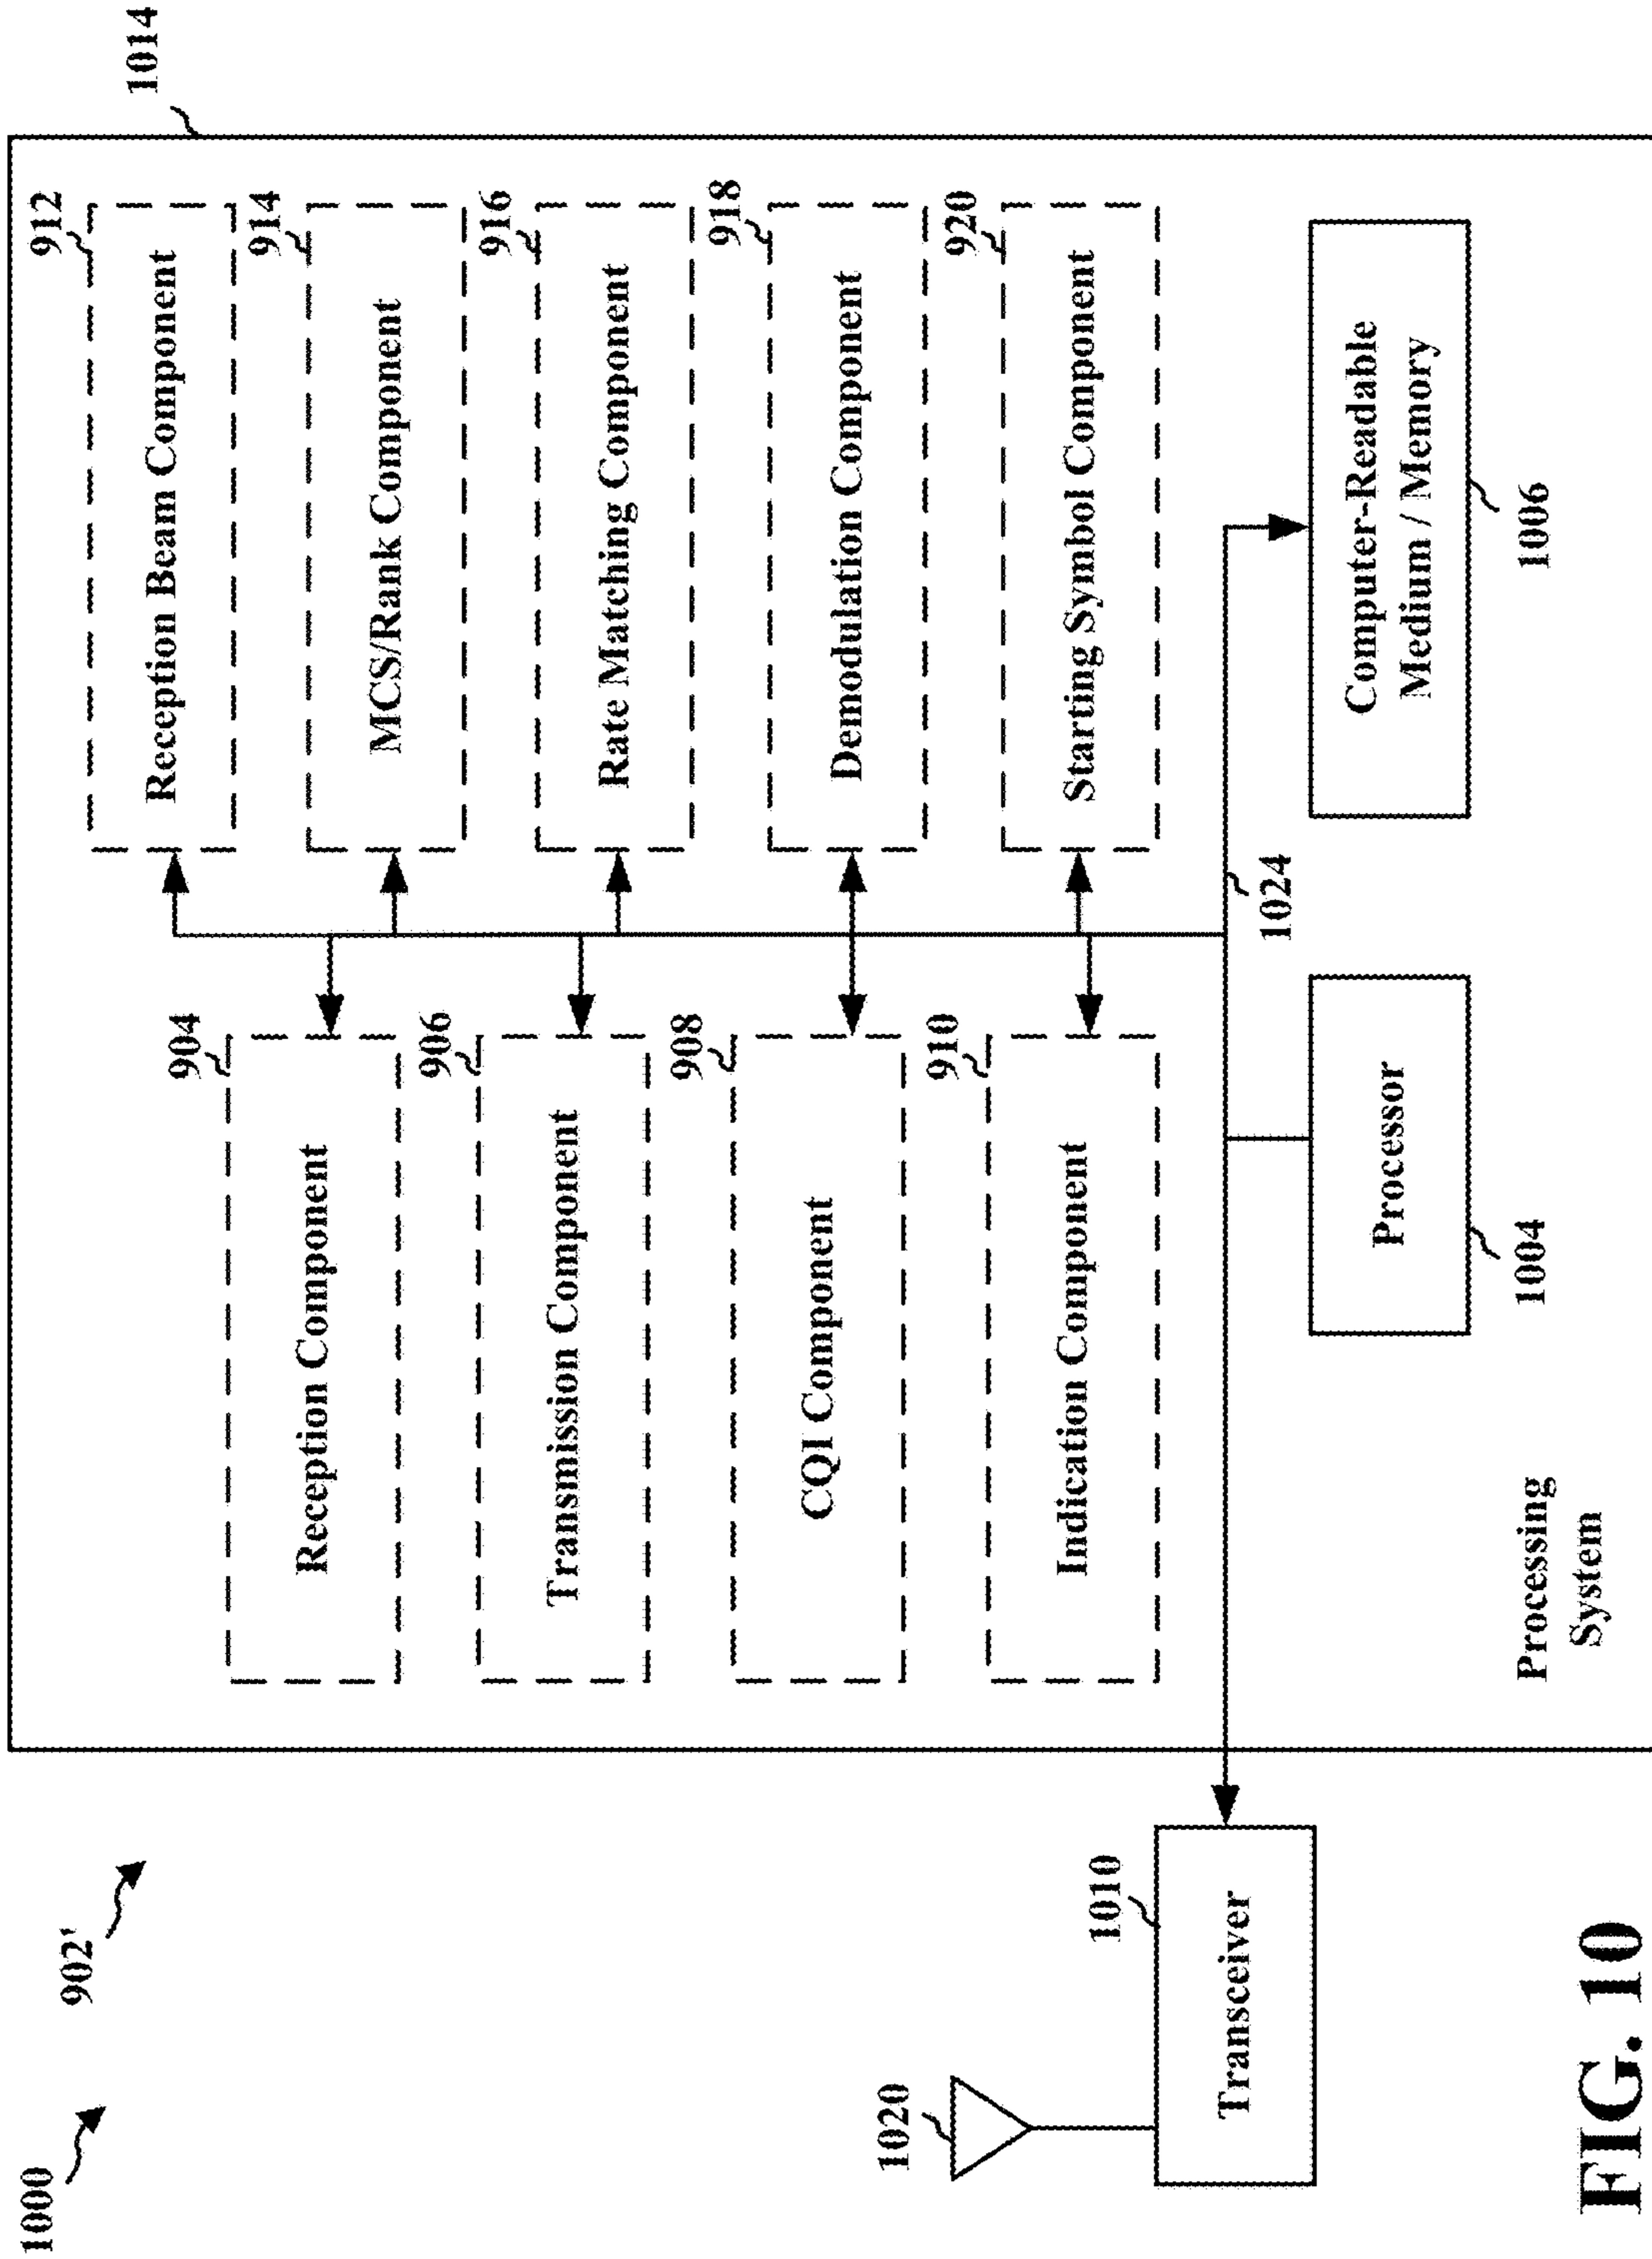 1000
902'
1014
904
Reception Component
906
Transmission Component
908
CQI Component
910
Indication Component
912
Reception Beam Component
914
MCS/Rank Component
916
Rate Matching Component
918
Demodulation Component
920
Starting Symbol Component
1020
1010
Transceiver
1024
Processor
1004
Computer-Readable
Medium / Memory
1006
Processing
System
FIG. 10